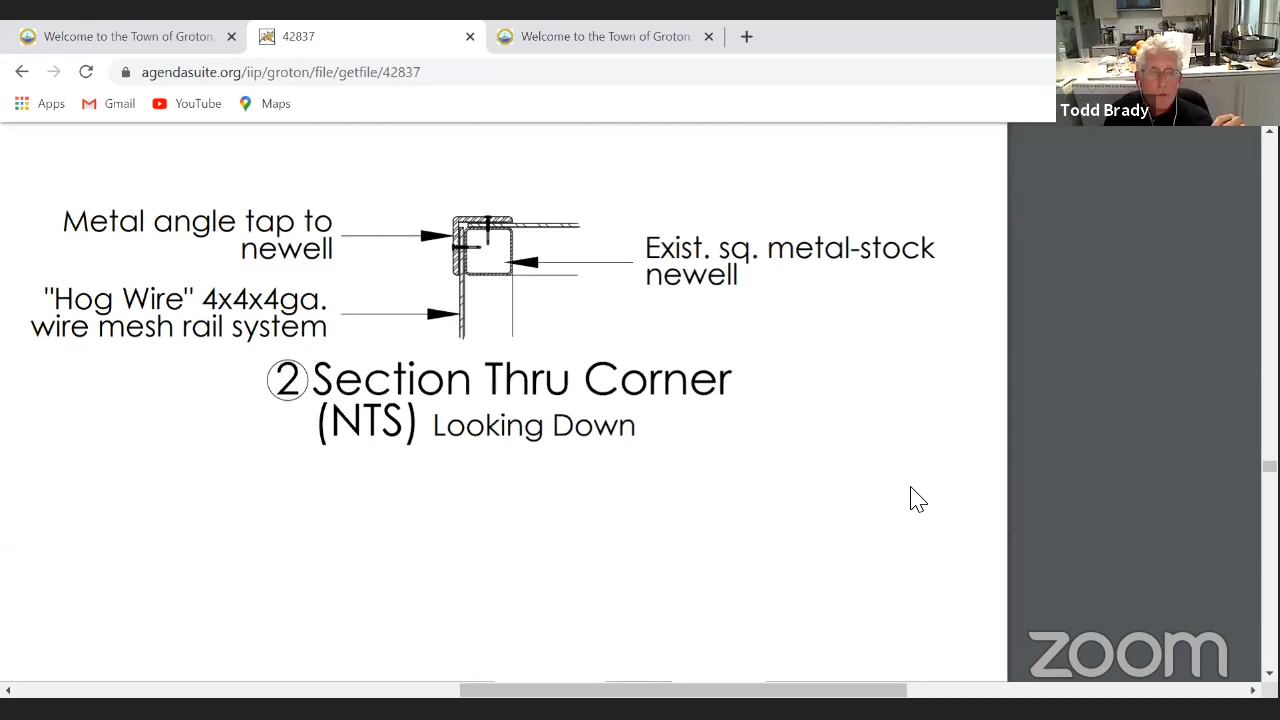 Welcome to the Town of Groton,
42837
Welcome to the Town of Groton,
agendasuite.org/iip/groton/file/getfile/42837
Apps
Gmail
YouTube
Maps
Todd Brady
Metal angle tap to
newell
Exist. sq. metal-stock
newell
"Hog Wire" 4x4x4ga.
wire mesh rail system
2 Section Thru Corner
(NTS) Looking Down
zoom